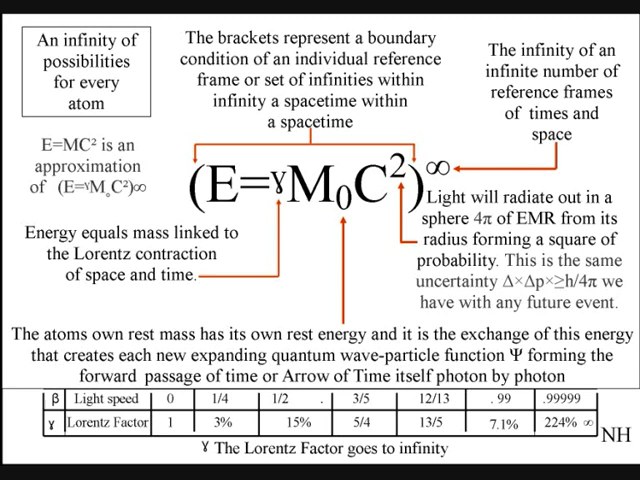 An infinity of
possibilities
for every
atom
The brackets represent a boundary
condition of an individual reference
frame or set of infinities within
infinity a spacetime within
a spacetime
The infinity of an
infinite number of
reference frames
of times and
space
E=MC² is an
approximation
of (E=ˠM˳C²)∞
(E=ɣM₀C²)∞
Energy equals mass linked to
the Lorentz contraction
of space and time.
Light will radiate out in a
sphere 4π of EMR from its
radius forming a square of
probability. This is the same
uncertainty Δ×Δp×≥h/4π we
have with any future event.
The atoms own rest mass has its own rest energy and it is the exchange of this energy
that creates each new expanding quantum wave-particle function Ψ forming the
forward passage of time or Arrow of Time itself photon by photon
β Light speed 0 1/4 1/2 . 3/5 12/13 . 99 .99999
ɣ Lorentz Factor 1 3% 15% 5/4 13/5 7.1% 224% ∞
NH
ɣ The Lorentz Factor goes to infinity